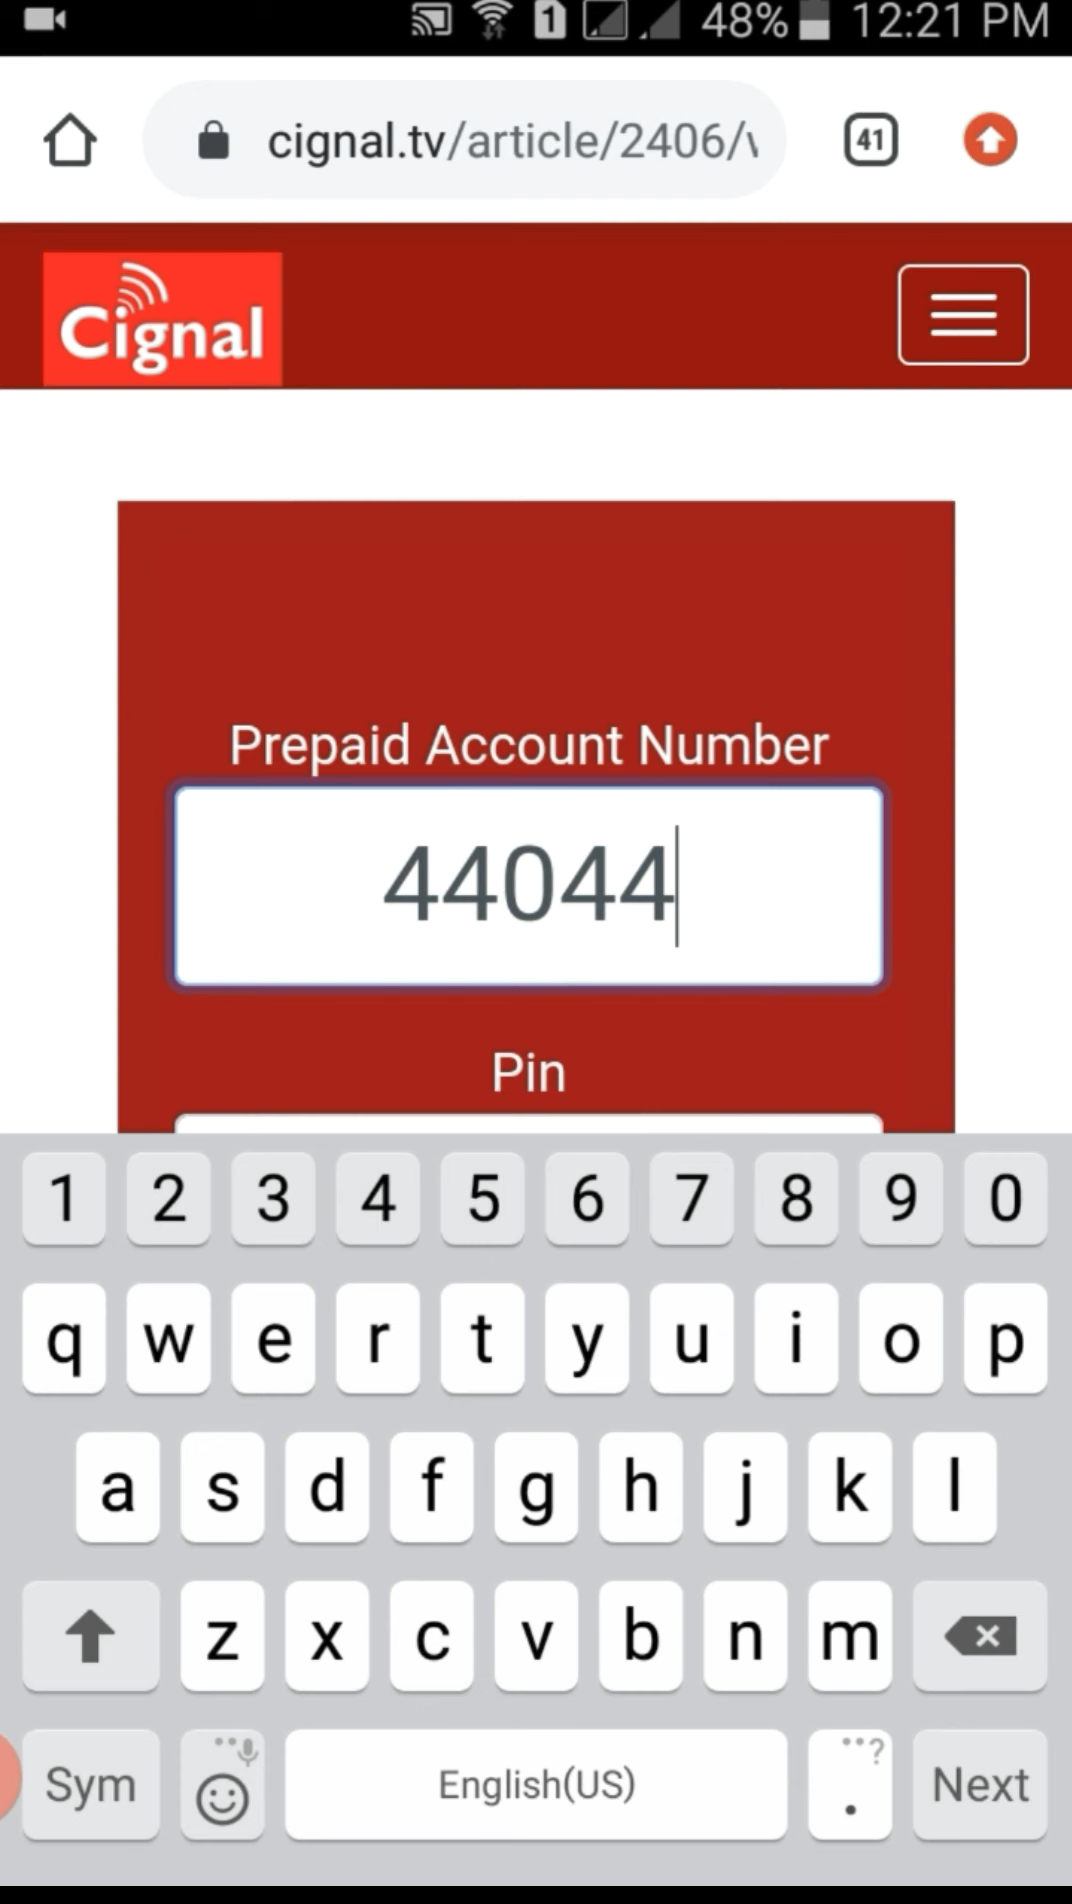 1 48% 12:21 PM
cignal.tv/article/2406/
41
Cignal
Prepaid Account Number
44044
Pin
1 2 3 4 5 6 7 8 9 0
q w e r t y u i o p
a s d f g h j k l
z x c v b n m
Sym English(US) . ? Next